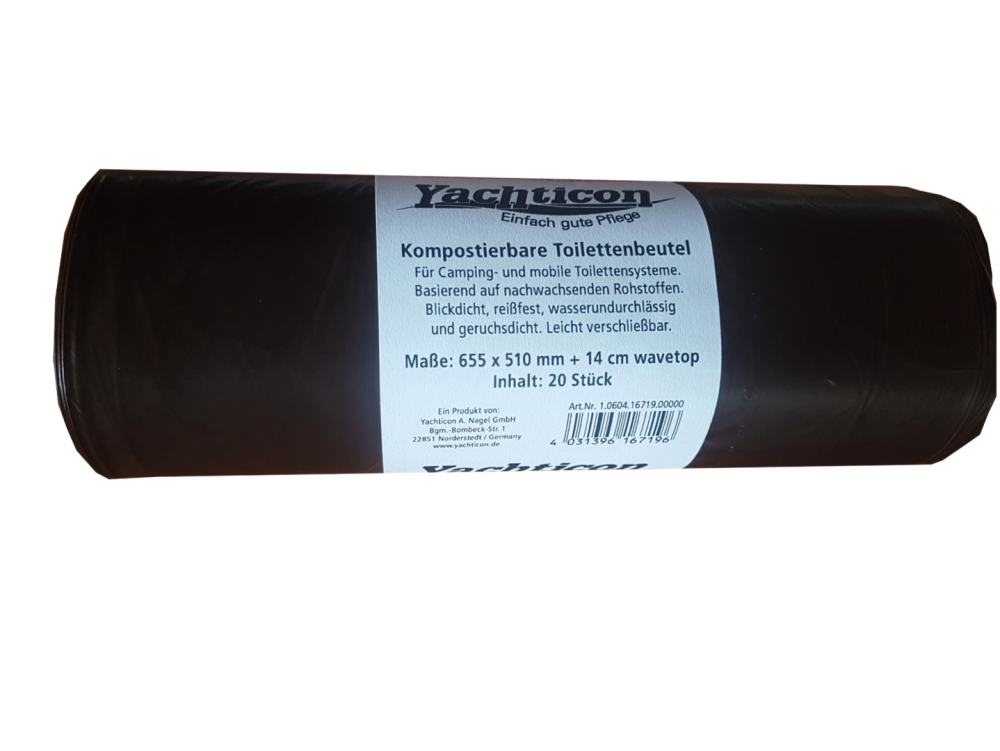 Yachticon
Einfach gute Pflege
Kompostierbare Toilettenbeutel
Für Camping- und mobile Toilettensysteme.
Basierend auf nachwachsenden Rohstoffen.
Blickdicht, reißfest, wasserundurchlässig
und geruchsdicht. Leicht verschließbar.
Maße: 655 x 510 mm + 14 cm wavetop
Inhalt: 20 Stück
Ein Produkt von:
Yachticon A. Nagel GmbH
Bgm.-Bombeck-Str. 1
22851 Norderstedt / Germany
www.yachticon.de
Art.Nr. 1.0604.16719.00000
4 031396 167196
Yachticon